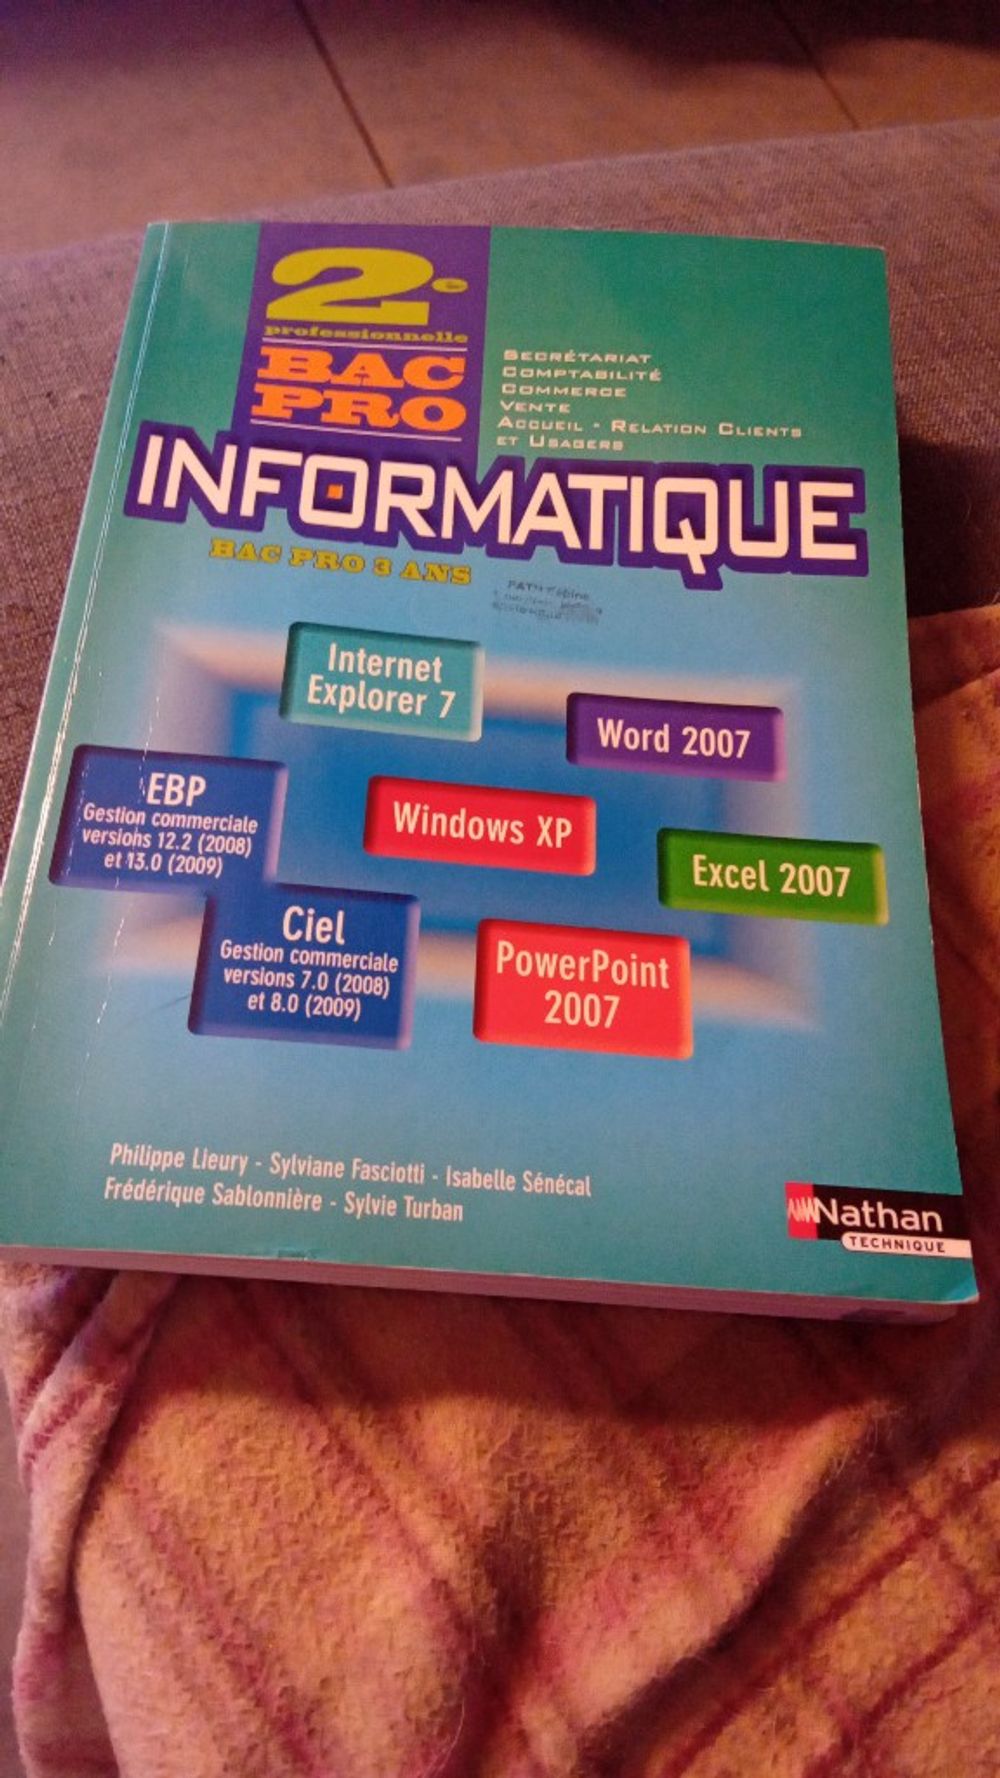 2e
professionnelle
BAC
PRO
SECRÉTARIAT
COMPTABILITÉ
COMMERCE
VENTE
ACCUEIL - RELATION CLIENTS
ET USAGERS
INFORMATIQUE
BAC PRO 3 ANS
Internet
Explorer 7
Word 2007
EBP
Gestion commerciale
versions 12.2 (2008)
et 13.0 (2009)
Windows XP
Excel 2007
Ciel
Gestion commerciale
versions 7.0 (2008)
et 8.0 (2009)
PowerPoint
2007
Philippe Lieury - Sylviane Fasciotti - Isabelle Sénécal
Frédérique Sablonnière - Sylvie Turban
Nathan
TECHNIQUE